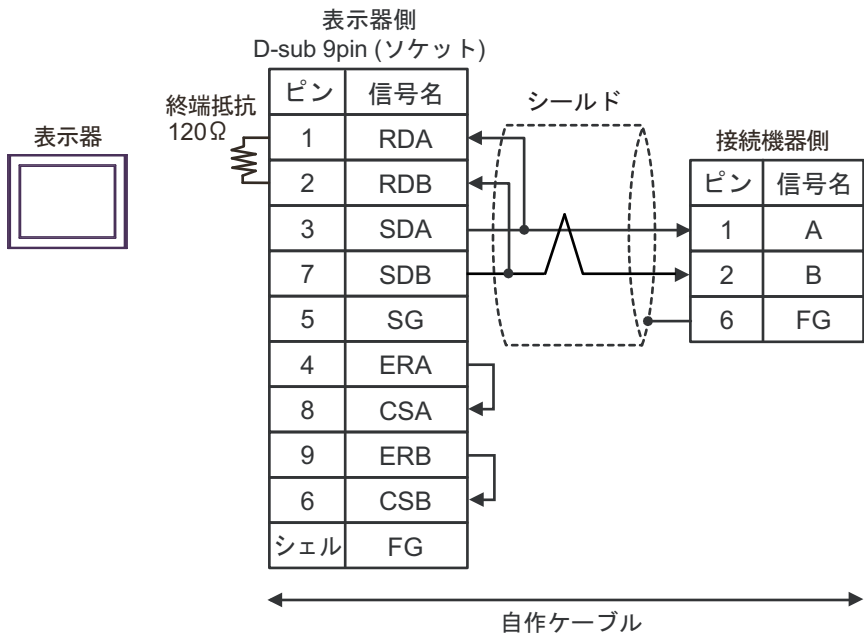 表示器側
D-sub 9pin (ソケット)
終端抵抗
120Ω
表示器
シールド
接続機器側
ピン 信号名
1 RDA
2 RDB
3 SDA
7 SDB
5 SG
4 ERA
8 CSA
9 ERB
6 CSB
シェル FG
ピン 信号名
1 A
2 B
6 FG
自作ケーブル